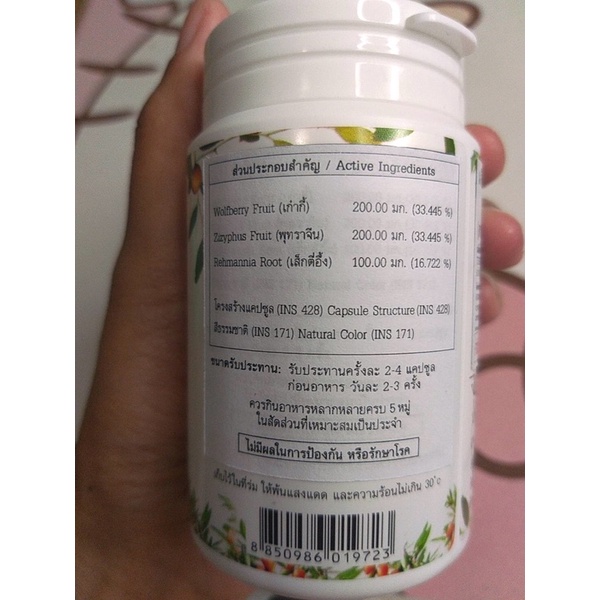 ส่วนประกอบสำคัญ / Active Ingredients
Wolfberry Fruit (เก๋ากี้) 200.00 มก. (33.445 %)
Ziryphus Fruit (พุทราจีน) 200.00 มก. (33.445 %)
Rehmannia Root (เส็กตี่อึ้ง) 100.00 มก. (16.722 %)
โครงสร้างแคปซูล (INS 428) Capsule Structure (INS 428)
สีธรรมชาติ (INS 171) Natural Color (INS 171)
ขนาดรับประทาน: รับประทานครั้งละ 2-4 แคปซูล
ก่อนอาหาร วันละ 2-3 ครั้ง
ควรกินอาหารหลากหลายครบ 5 หมู่
ในสัดส่วนที่เหมาะสมเป็นประจำ
ไม่มีผลในการป้องกัน หรือรักษาโรค
เก็บไว้ในที่ร่ม ให้พ้นแสงแดด และความร้อนไม่เกิน 30°c
8 850986 019723